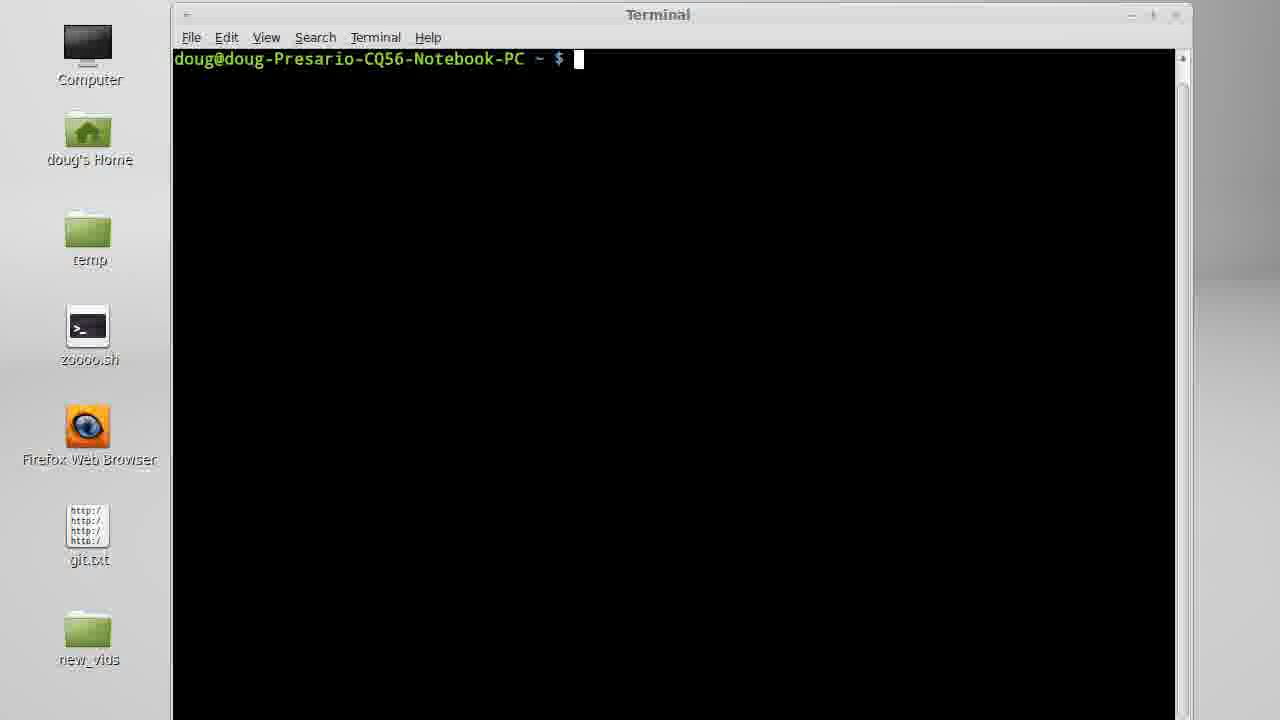 Terminal
File Edit View Search Terminal Help
doug@doug-Presario-CQ56-Notebook-PC ~ $
Computer
doug's Home
temp
>_
zoooo.sh
Firefox Web Browser
http:/
http:/
http:/
http:/
git.txt
new_vids